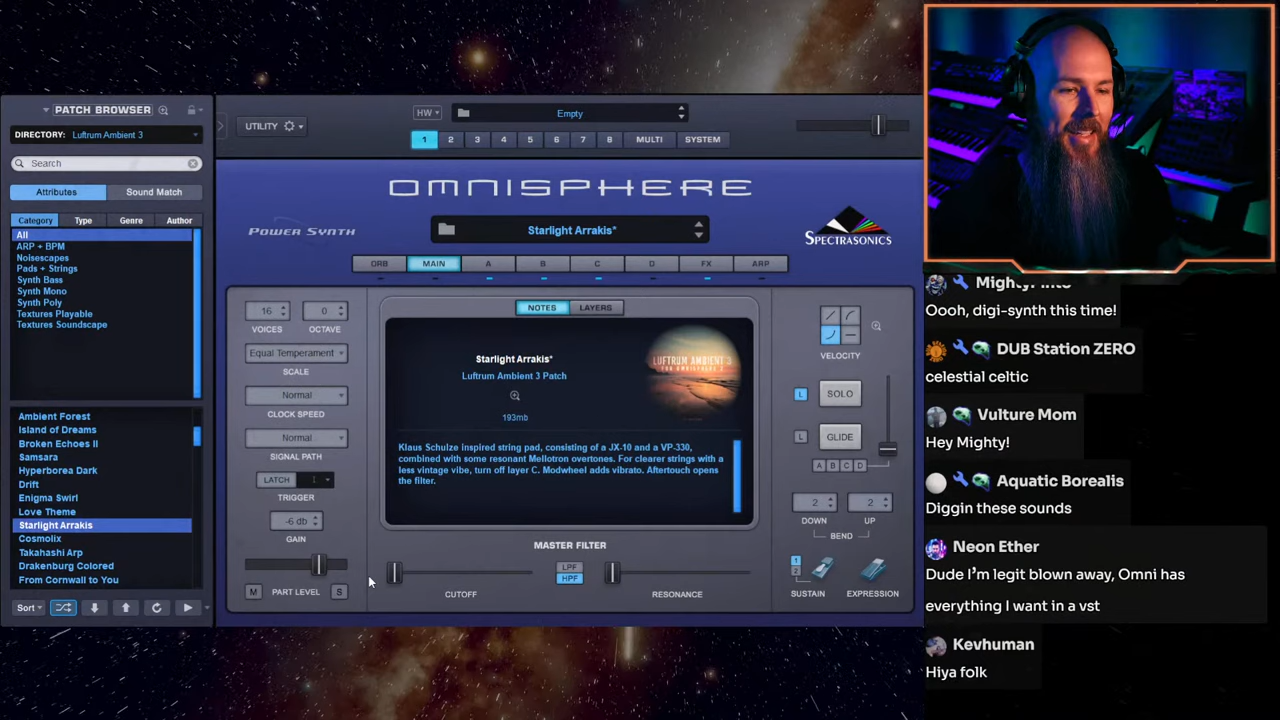 PATCH BROWSER
DIRECTORY: Luftrum Ambient 3
Search
Attributes
Sound Match
Category Type Genre Author
All
ARP + BPM
Noisescapes
Pads + Strings
Synth Bass
Synth Mono
Synth Poly
Textures Playable
Textures Soundscape
Ambient Forest
Island of Dreams
Broken Echoes II
Samsara
Hyperborea Dark
Drift
Enigma Swirl
Love Theme
Starlight Arrakis
Cosmolix
Takahashi Arp
Drakenburg Colored
From Cornwall to You
Sort
UTILITY
HW
Empty
1 2 3 4 5 6 7 8 MULTI SYSTEM
OMNISPHERE
POWER SYNTH
Starlight Arrakis*
SPECTRASONICS
ORB MAIN A B C D FX ARP
16
0
VOICES
OCTAVE
Equal Temperament
SCALE
Normal
CLOCK SPEED
Normal
SIGNAL PATH
LATCH 1
TRIGGER
-6 db
GAIN
M PART LEVEL S
NOTES LAYERS
Starlight Arrakis*
Luftrum Ambient 3 Patch
193mb
LUFTRUM AMBIENT 3
Klaus Schulze inspired string pad, consisting of a JX-10 and a VP-330,
combined with some resonant Mellotron overtones. For clearer strings with a
less vintage vibe, turn off layer C. Modwheel adds vibrato. Aftertouch opens
the filter.
MASTER FILTER
LPF
HPF
CUTOFF
RESONANCE
VELOCITY
L SOLO
L GLIDE
A B C D
2
2
DOWN
UP
BEND
1
2
SUSTAIN
EXPRESSION
Oooh, digi-synth this time!
DUB Station ZERO
celestial celtic
Vulture Mom
Hey Mighty!
Aquatic Borealis
Diggin these sounds
Neon Ether
Dude I'm legit blown away, Omni has
everything I want in a vst
Kevhuman
Hiya folk